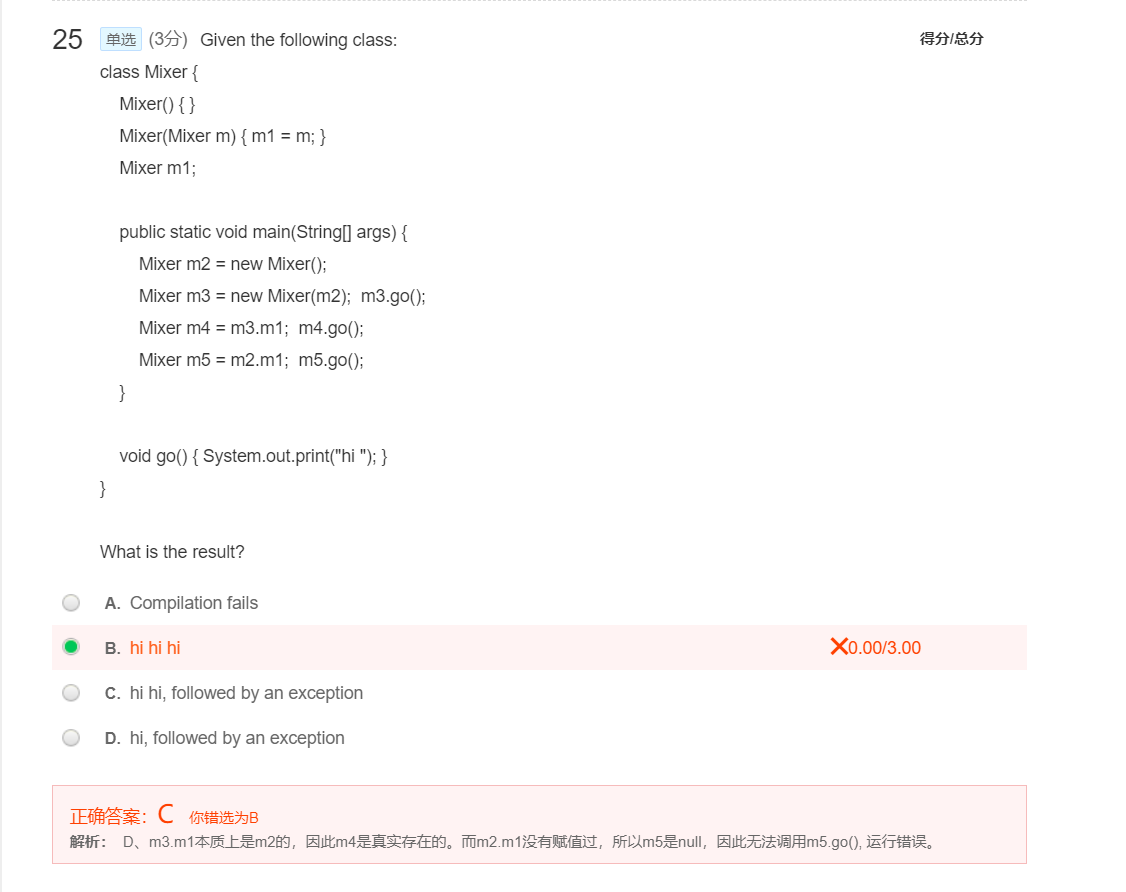 25 单选 (3分) Given the following class: 得分/总分
class Mixer {
Mixer() { }
Mixer(Mixer m) { m1 = m; }
Mixer m1;
public static void main(String[] args) {
Mixer m2 = new Mixer();
Mixer m3 = new Mixer(m2);  m3.go();
Mixer m4 = m3.m1;  m4.go();
Mixer m5 = m2.m1;  m5.go();
}
void go() { System.out.print("hi "); }
}
What is the result?
A. Compilation fails
B. hi hi hi ❌0.00/3.00
C. hi hi, followed by an exception
D. hi, followed by an exception
正确答案：C 你错选为B
解析： D、m3.m1本质上是m2的，因此m4是真实存在的。而m2.m1没有赋值过，所以m5是null，因此无法调用m5.go(), 运行错误。